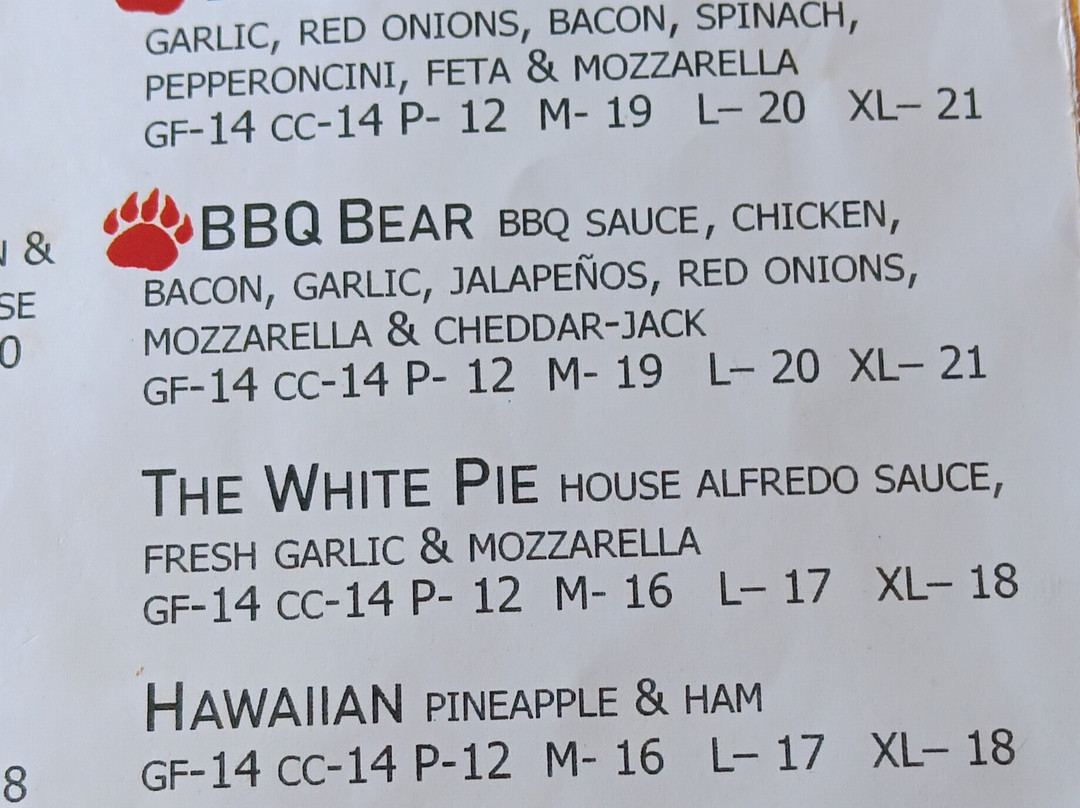 GARLIC, RED ONIONS, BACON, SPINACH,
PEPPERONCINI, FETA & MOZZARELLA
GF-14 CC-14 P- 12 M- 19 L– 20 XL– 21
BBQ BEAR BBQ SAUCE, CHICKEN,
BACON, GARLIC, JALAPEÑOS, RED ONIONS,
MOZZARELLA & CHEDDAR-JACK
GF-14 CC-14 P- 12 M- 19 L– 20 XL– 21
THE WHITE PIE HOUSE ALFREDO SAUCE,
FRESH GARLIC & MOZZARELLA
GF-14 CC-14 P- 12 M- 16 L– 17 XL– 18
HAWAIIAN PINEAPPLE & HAM
GF-14 CC-14 P-12 M- 16 L– 17 XL– 18
&
8